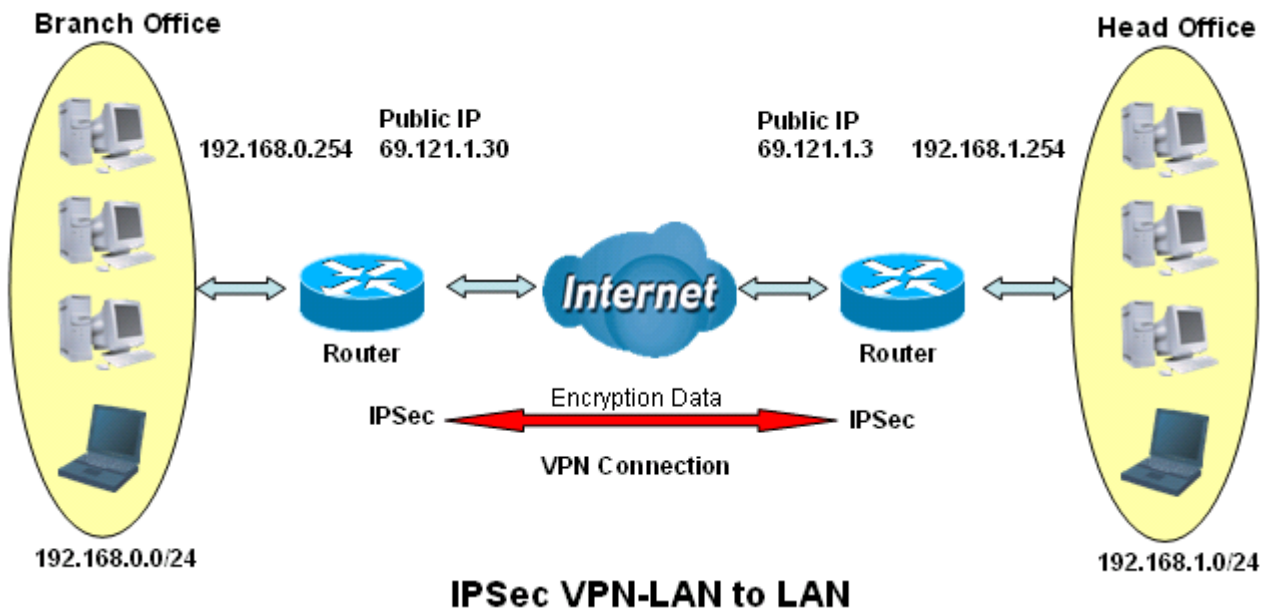 Branch Office
Head Office
Public IP
Public IP
192.168.0.254 69.121.1.30
69.121.1.3 192.168.1.254
Internet
Router
Router
Encryption Data
IPSec
IPSec
VPN Connection
192.168.0.0/24
192.168.1.0/24
IPSec VPN-LAN to LAN